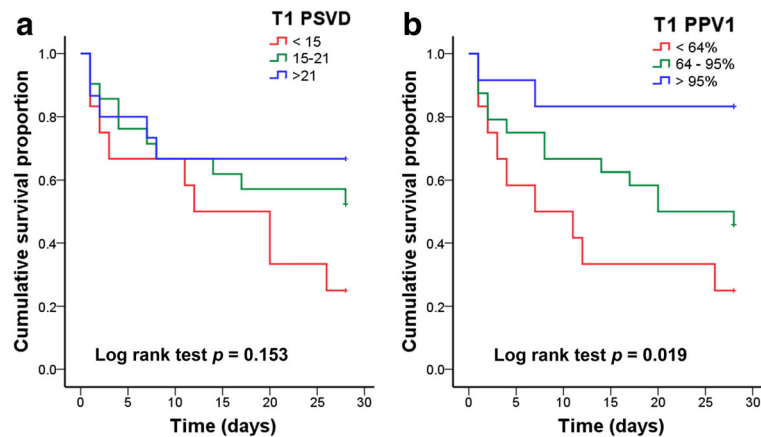 a
T1 PSVD
< 15
15-21
>21
Cumulative survival proportion
1.0
0.8
0.6
0.4
0.2
0.0
Log rank test p = 0.153
0 5 10 15 20 25 30
Time (days)
b
T1 PPV1
< 64%
64 - 95%
> 95%
Cumulative survival proportion
1.0
0.8
0.6
0.4
0.2
0.0
Log rank test p = 0.019
0 5 10 15 20 25 30
Time (days)